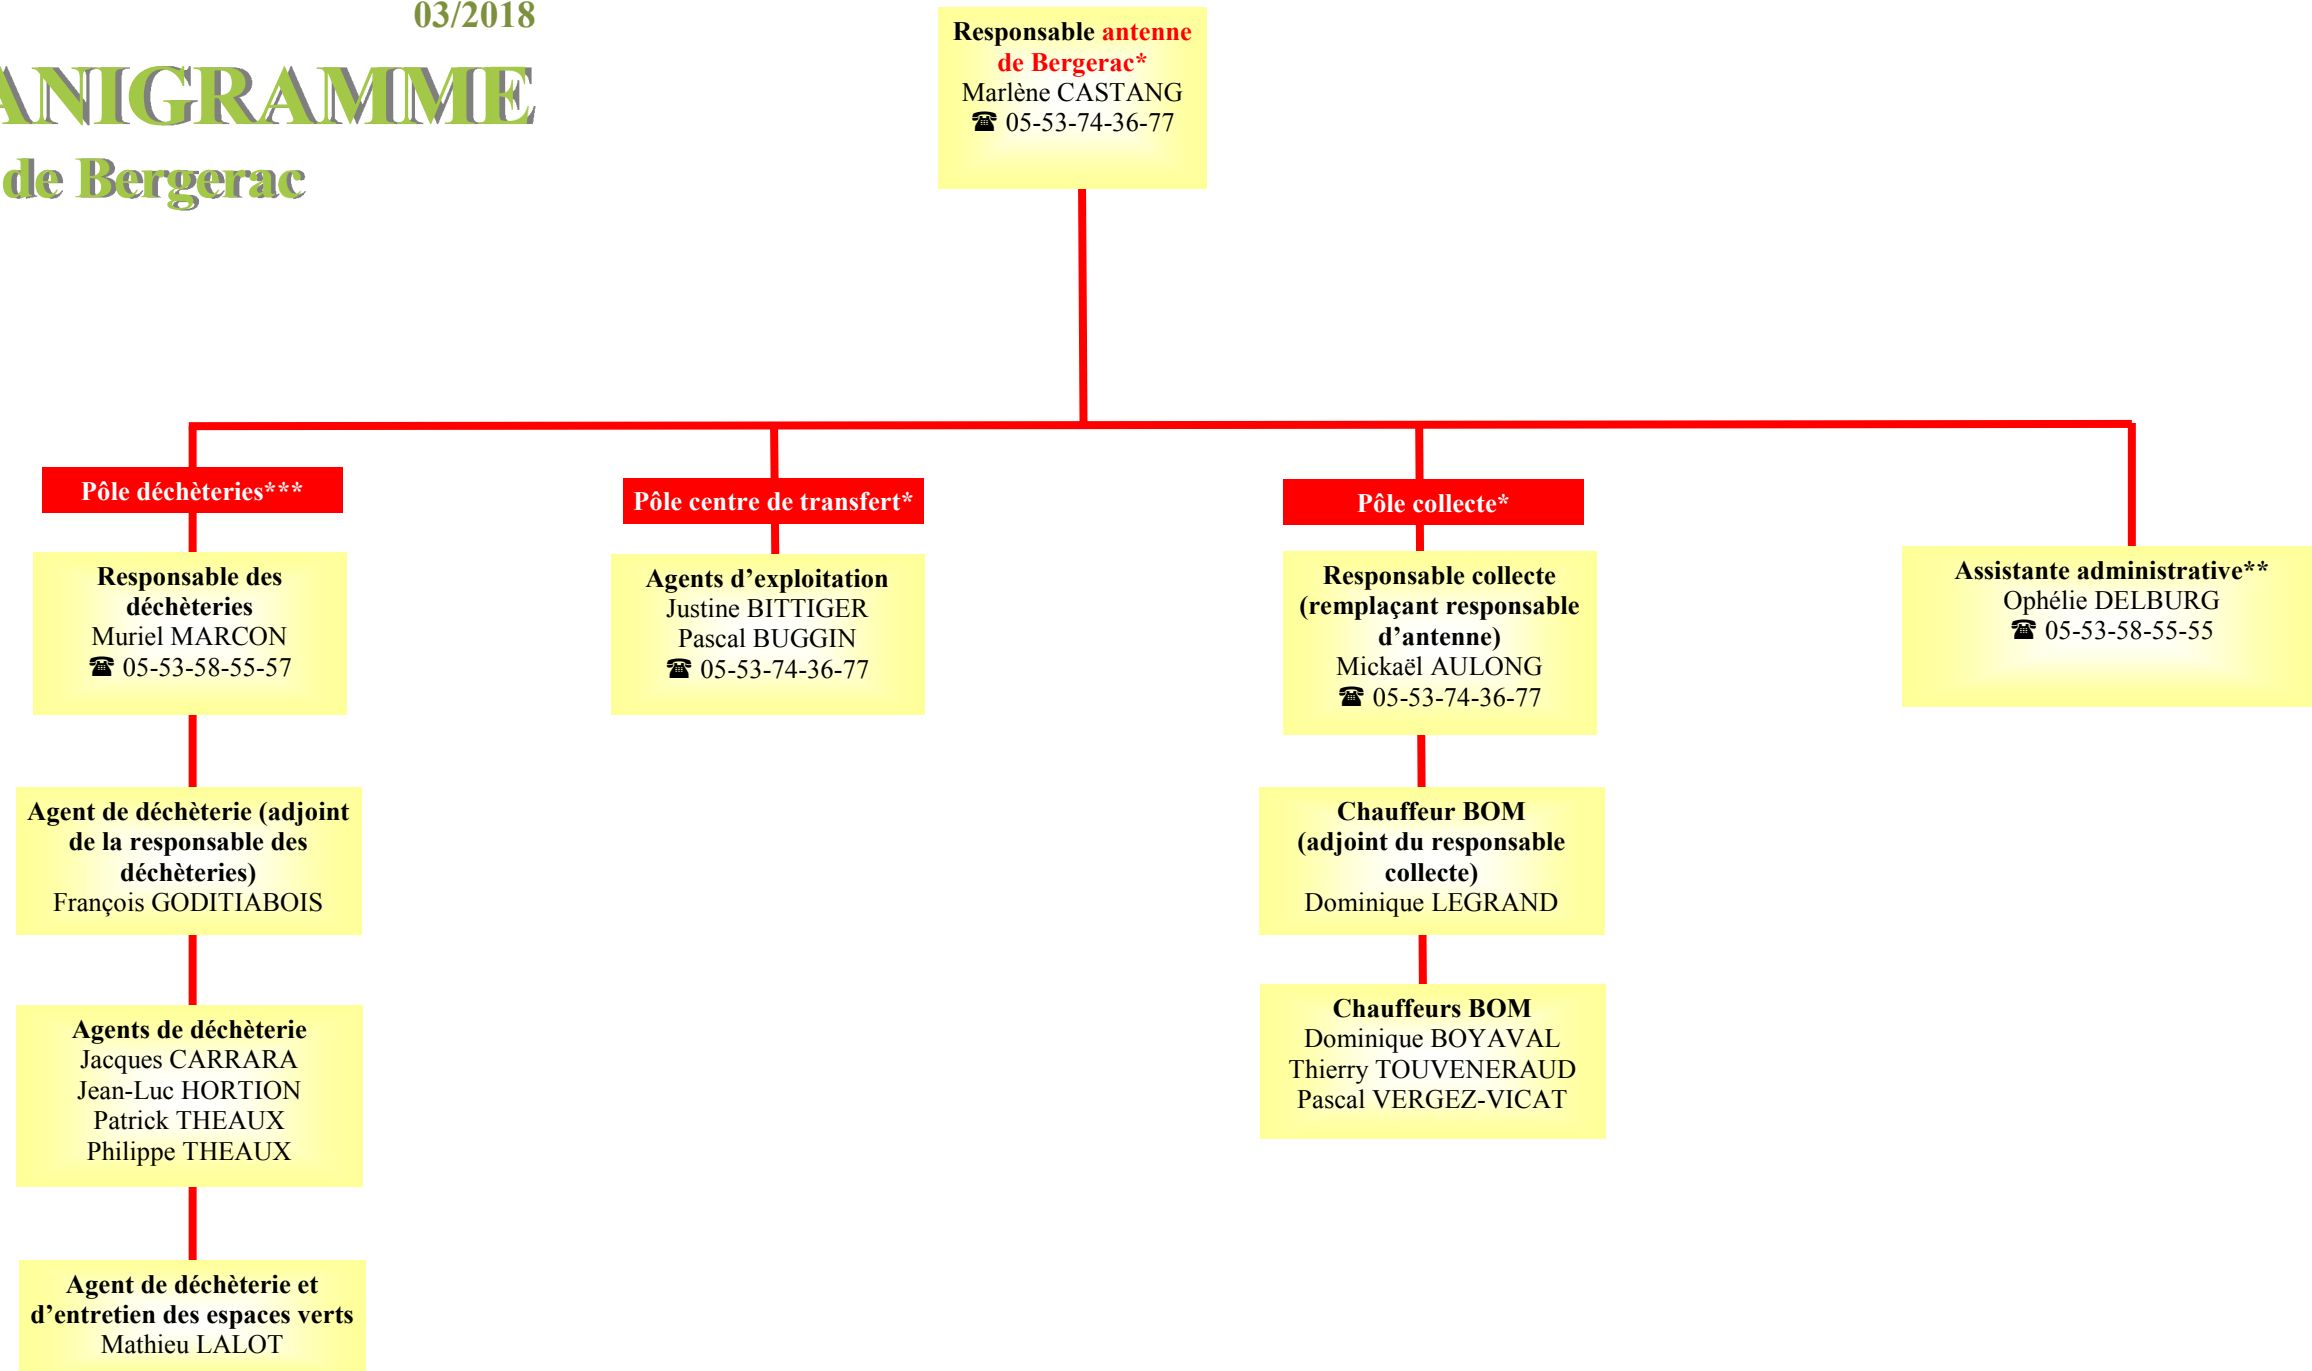 03/2018
ANIGRAMME
de Bergerac
Responsable antenne
de Bergerac*
Marlène CASTANG
☎ 05-53-74-36-77
Pôle déchèteries***
Responsable des
déchèteries
Muriel MARCON
☎ 05-53-58-55-57
Agent de déchèterie (adjoint
de la responsable des
déchèteries)
François GODITIABOIS
Agents de déchèterie
Jacques CARRARA
Jean-Luc HORTION
Patrick THEAUX
Philippe THEAUX
Agent de déchèterie et
d’entretien des espaces verts
Mathieu LALOT
Pôle centre de transfert*
Agents d’exploitation
Justine BITTIGER
Pascal BUGGIN
☎ 05-53-74-36-77
Pôle collecte*
Responsable collecte
(remplaçant responsable
d’antenne)
Mickaël AULONG
☎ 05-53-74-36-77
Chauffeur BOM
(adjoint du responsable
collecte)
Dominique LEGRAND
Chauffeurs BOM
Dominique BOYAVAL
Thierry TOUVENERAUD
Pascal VERGEZ-VICAT
Assistante administrative**
Ophélie DELBURG
☎ 05-53-58-55-55